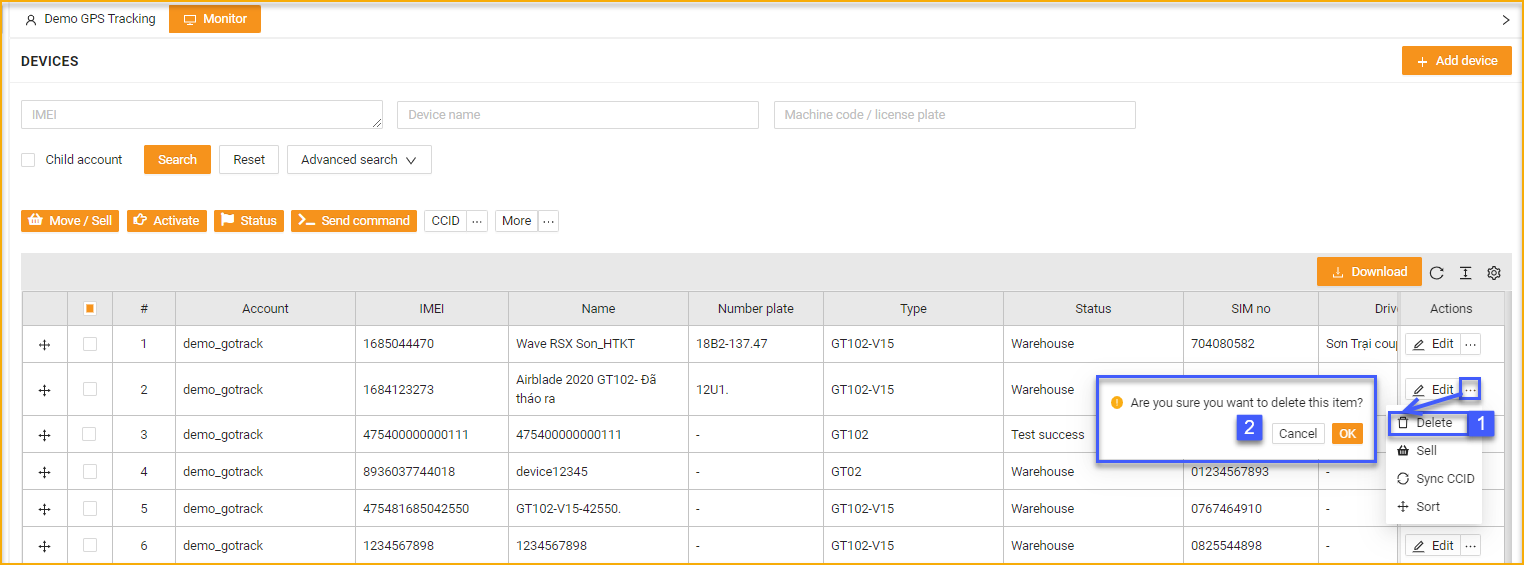 Demo GPS Tracking Monitor
DEVICES
Add device
IMEI Device name Machine code / license plate
Child account Search Reset Advanced search
Move / Sell Activate Status Send command CCID ··· More ···
Download
# Account IMEI Name Number plate Type Status SIM no Driv Actions
1 demo_gotrack 1685044470 Wave RSX Son_HTKT 18B2-137.47 GT102-V15 Warehouse 704080582 Sơn Trại coup Edit ···
2 demo_gotrack 1684123273 Airblade 2020 GT102- Đã 12U1. GT102-V15 Warehouse Edit ···
tháo ra
Are you sure you want to delete this item?
2 Cancel OK
Delete 1
Sell
Sync CCID
Sort
3 demo_gotrack 475400000000111 475400000000111 - GT102 Test success
4 demo_gotrack 8936037744018 device12345 - GT02 Warehouse 01234567893 -
5 demo_gotrack 475481685042550 GT102-V15-42550. - GT102-V15 Warehouse 0767464910 -
6 demo_gotrack 1234567898 1234567898 - GT102-V15 Warehouse 0825544898 - Edit ···